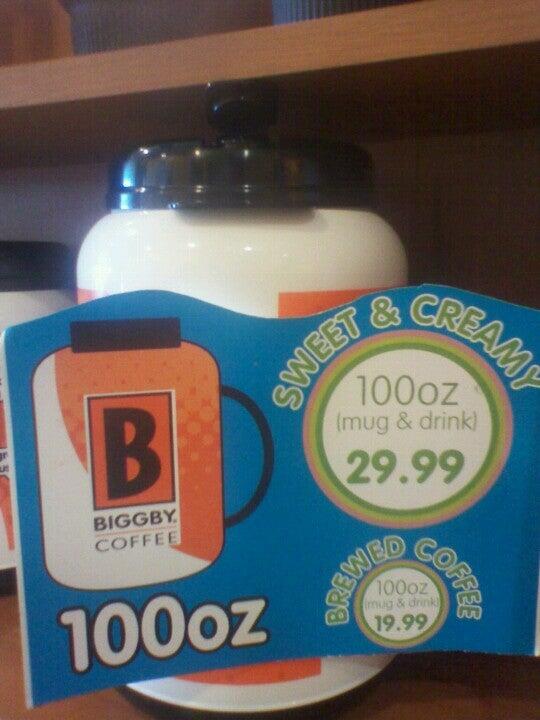 B
BIGGBY.
COFFEE
100oz
SWEET & CREAMY
100oz
(mug & drink)
29.99
BREWED COFFEE
100oz
(mug & drink)
19.99